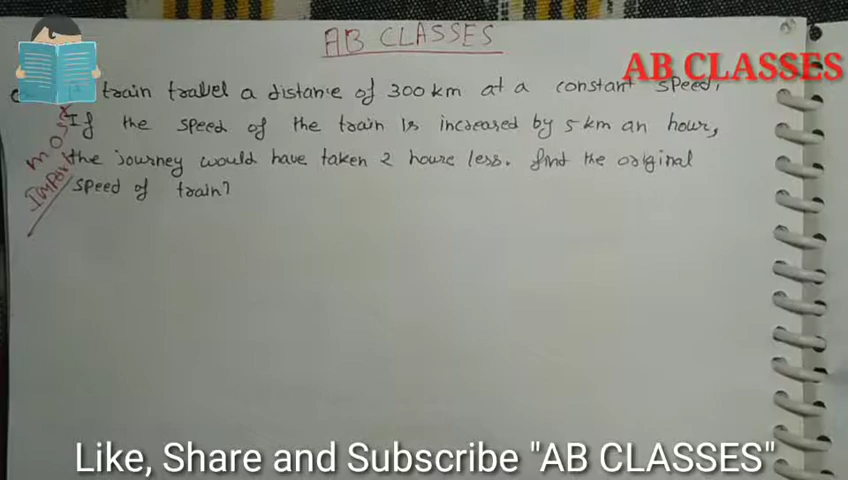 AB CLASSES
AB CLASSES
train travel a distance of 300 km at a constant speed.
If the speed of the train is increased by 5 km an hour,
the journey would have taken 2 hours less. find the original
speed of train?
most
Import
Like, Share and Subscribe "AB CLASSES"